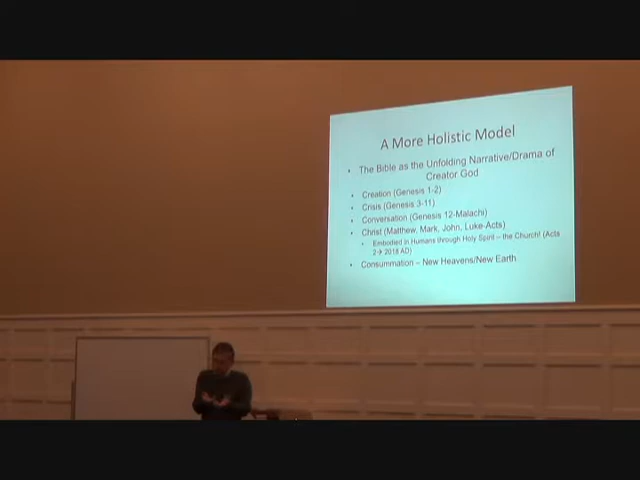 A More Holistic Model
• The Bible as the Unfolding Narrative/Drama of
Creator God
• Creation (Genesis 1-2)
• Crisis (Genesis 3-11)
• Conversation (Genesis 12-Malachi)
• Christ (Matthew, Mark, John, Luke-Acts)
• Embodied in Humans through Holy Spirit – the Church! (Acts
2→ 2018 AD)
• Consummation – New Heavens/New Earth